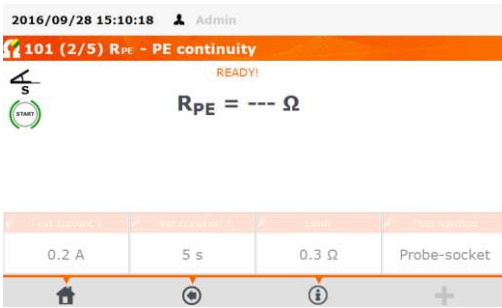 2016/09/28 15:10:18 Admin
101 (2/5) RPE - PE continuity
READY!
S
START
RPE = --- Ω
Test current I Test duration t Limit Test method
0.2 A 5 s 0.3 Ω Probe-socket